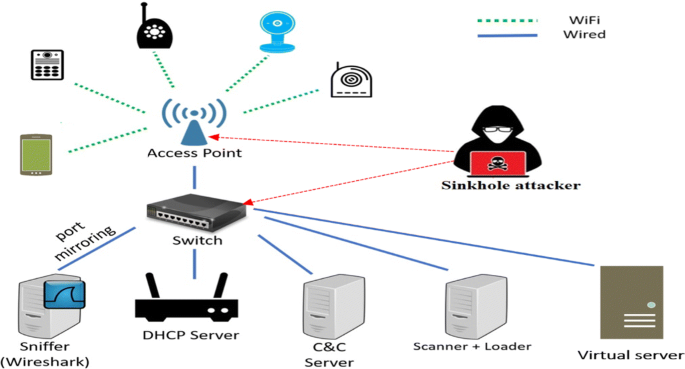 WiFi
Wired
Access Point
Sinkhole attacker
Switch
port
mirroring
Sniffer
(Wireshark)
DHCP Server
C&C
Server
Scanner + Loader
Virtual server